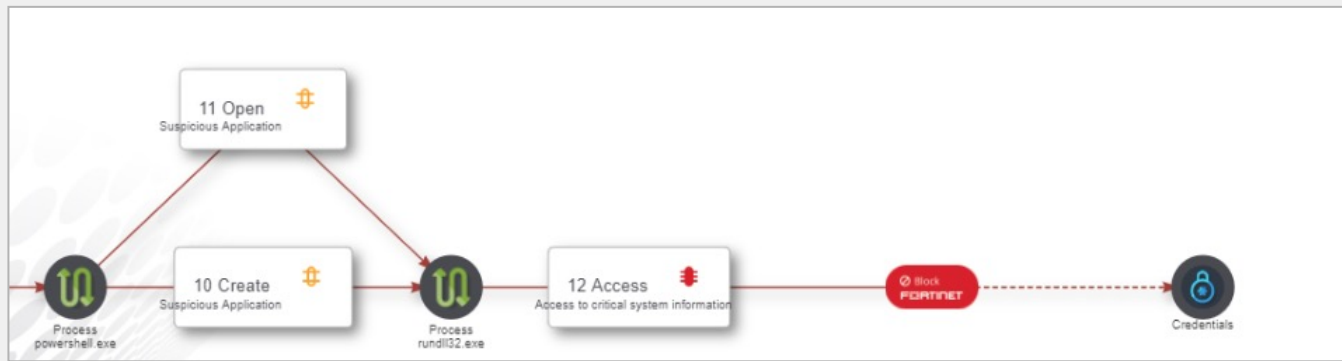 11 Open
Suspicious Application
10 Create
Suspicious Application
12 Access
Access to critical system information
Block
FORTINET
Process
powershell.exe
Process
rundll32.exe
Credentials